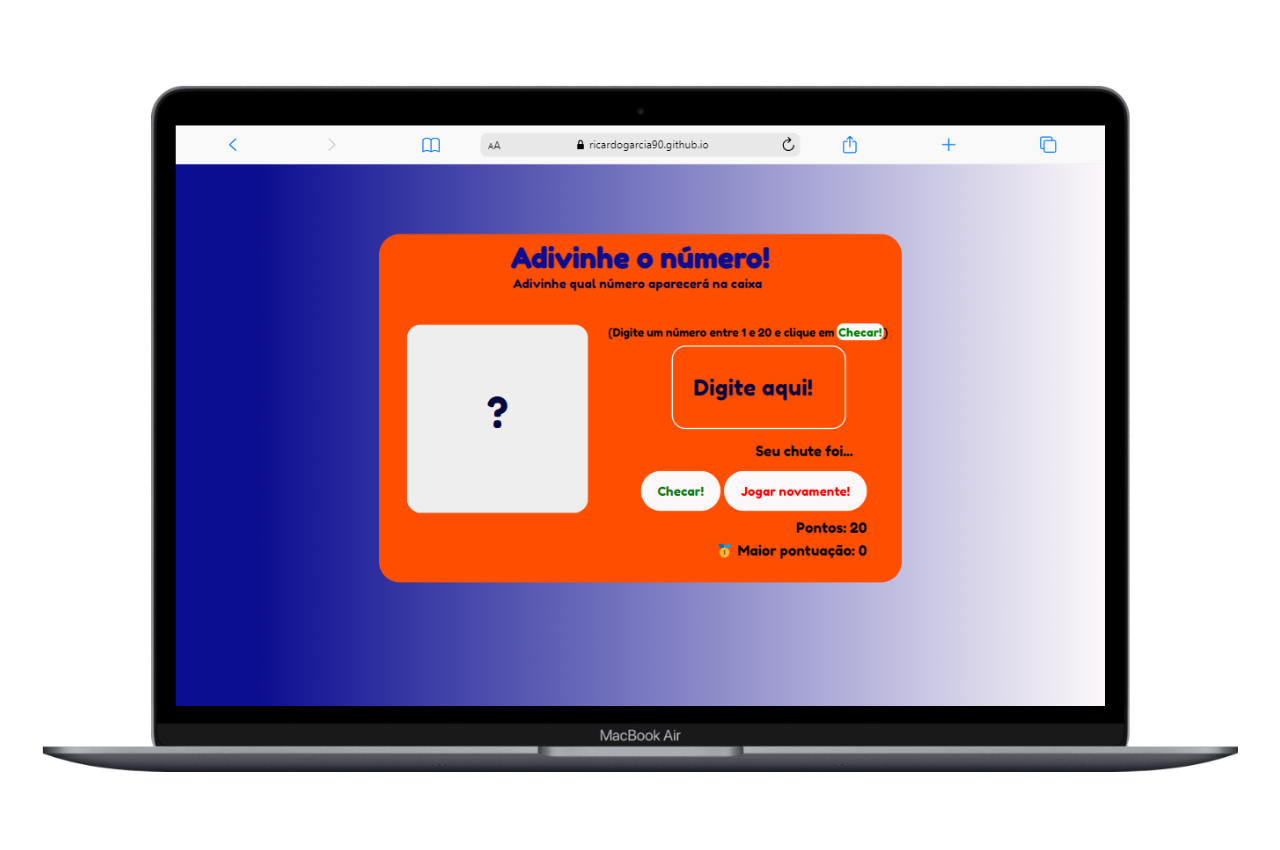 AA
ricardogarcia90.github.io
Adivinhe o número!
Adivinhe qual número aparecerá na caixa
(Digite um número entre 1 e 20 e clique em Checar!)
?
Digite aqui!
Seu chute foi...
Checar! Jogar novamente!
Pontos: 20
🥇 Maior pontuação: 0
MacBook Air